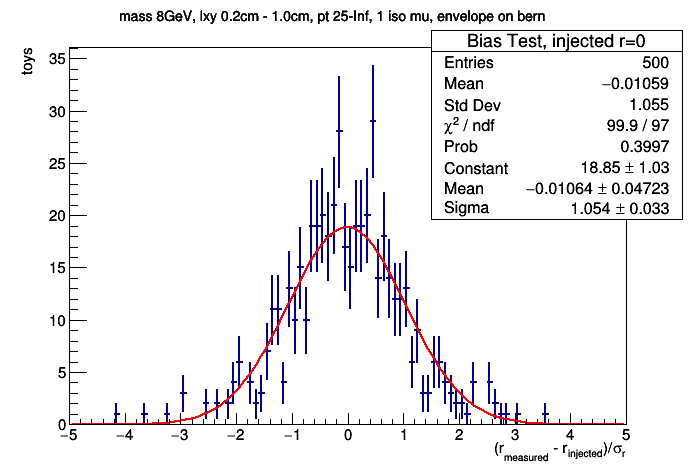 mass 8GeV, lxy 0.2cm - 1.0cm, pt 25-Inf, 1 iso mu, envelope on bern
toys
Bias Test, injected r=0
Entries 500
Mean −0.01059
Std Dev 1.055
χ² / ndf 99.9 / 97
Prob 0.3997
Constant 18.85 ± 1.03
Mean −0.01064 ± 0.04723
Sigma 1.054 ± 0.033
35
30
25
20
15
10
5
0
−5 −4 −3 −2 −1 0 1 2 3 4 5
(r_measured - r_injected)/σ_r